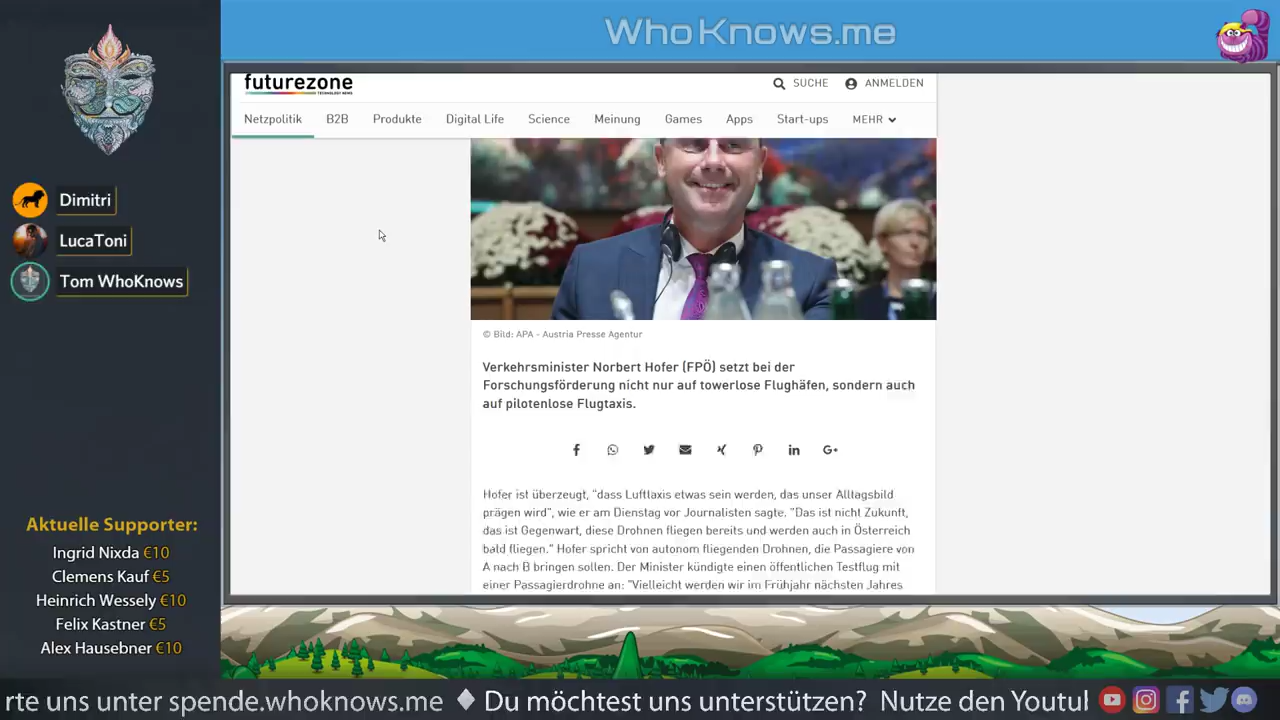 WhoKnows.me
futurezone
TECHNOLOGY NEWS
SUCHE
ANMELDEN
Netzpolitik
B2B
Produkte
Digital Life
Science
Meinung
Games
Apps
Start-ups
MEHR
Dimitri
LucaToni
Tom WhoKnows
© Bild: APA - Austria Presse Agentur
Verkehrsminister Norbert Hofer (FPÖ) setzt bei der
Forschungsförderung nicht nur auf towerlose Flughäfen, sondern auch
auf pilotenlose Flugtaxis.
Hofer ist überzeugt, "dass Lufttaxis etwas sein werden, das unser Alltagsbild
prägen wird", wie er am Dienstag vor Journalisten sagte. "Das ist nicht Zukunft,
das ist Gegenwart, diese Drohnen fliegen bereits und werden auch in Österreich
bald fliegen." Hofer spricht von autonom fliegenden Drohnen, die Passagiere von
A nach B bringen sollen. Der Minister kündigte einen öffentlichen Testflug mit
einer Passagierdrohne an: "Vielleicht werden wir im Frühjahr nächsten Jahres
Aktuelle Supporter:
Ingrid Nixda €10
Clemens Kauf €5
Heinrich Wessely €10
Felix Kastner €5
Alex Hausebner €10
rte uns unter spende.whoknows.me ♦ Du möchtest uns unterstützen? Nutze den Youtu